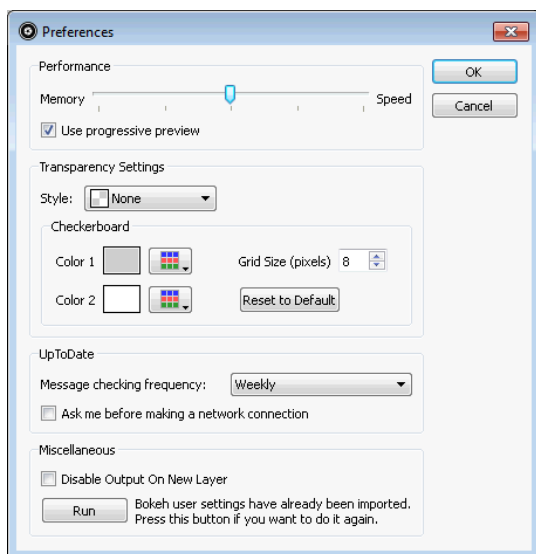 Preferences
Performance
OK
Memory
Speed
Cancel
Use progressive preview
Transparency Settings
Style:
None
Checkerboard
Color 1
Grid Size (pixels)
8
Color 2
Reset to Default
UpToDate
Message checking frequency:
Weekly
Ask me before making a network connection
Miscellaneous
Disable Output On New Layer
Run
Bokeh user settings have already been imported.
Press this button if you want to do it again.